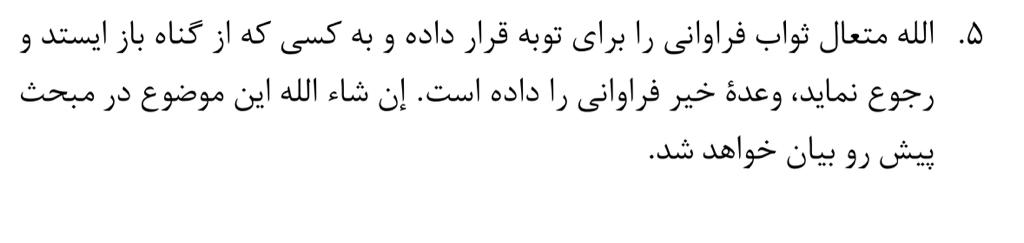 ۵. الله متعال ثواب فراوانی را برای توبه قرار داده و به کسی که از گناه باز ایستد و
رجوع نماید، وعدۀ خیر فراوانی را داده است. إن شاء الله این موضوع در مبحث
پیش رو بیان خواهد شد.